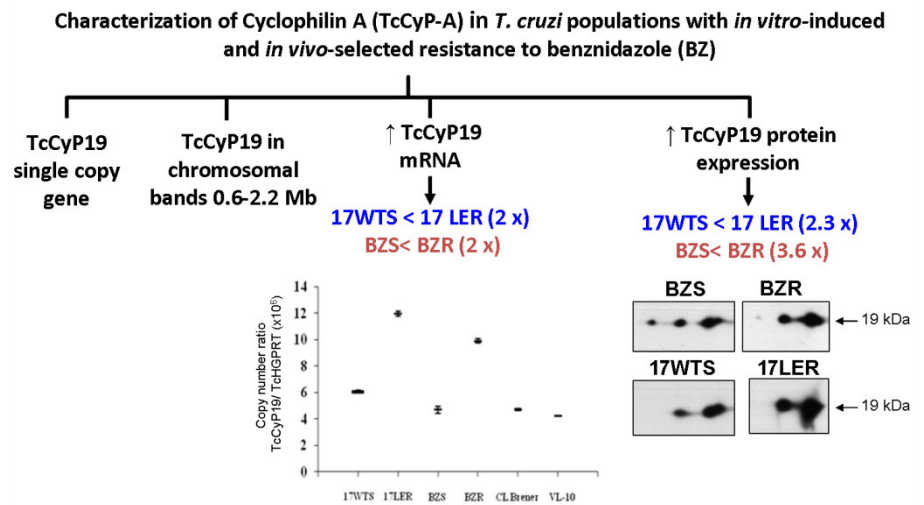 Characterization of Cyclophilin A (TcCyP-A) in T. cruzi populations with in vitro-induced
and in vivo-selected resistance to benznidazole (BZ)
TcCyP19
single copy
gene
TcCyP19 in
chromosomal
bands 0.6-2.2 Mb
↑ TcCyP19
mRNA
17WTS < 17 LER (2 x)
BZS< BZR (2 x)
↑ TcCyP19 protein
expression
17WTS < 17 LER (2.3 x)
BZS< BZR (3.6 x)
Copy number ratio
TcCyP19/ TcHGPRT (x10⁶)
14
12
10
8
6
4
2
0
17WTS 17LER BZS BZR CL Brener VL-10
BZS BZR
← 19 kDa
17WTS 17LER
← 19 kDa